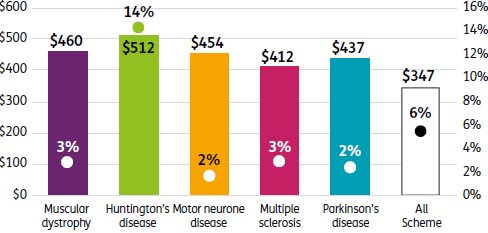 $600
$500
$400
$300
$200
$100
$0
16%
14%
12%
10%
8%
6%
4%
2%
0%
$460
3%
14%
$512
$454
2%
$412
3%
$437
2%
$347
6%
Muscular
dystrophy
Huntington's
disease
Motor neurone
disease
Multiple
sclerosis
Parkinson's
disease
All
Scheme